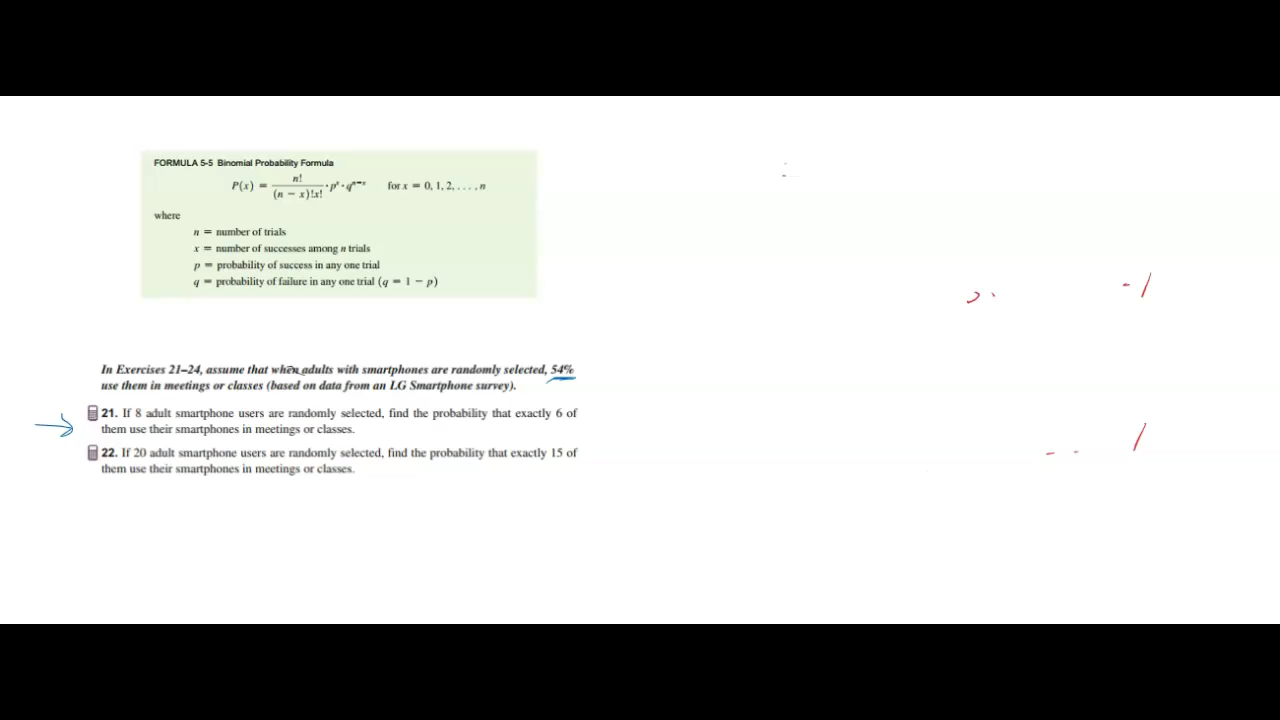 FORMULA 5-5 Binomial Probability Formula
P(x) = n!/((n − x)!x!) · pˣ · qⁿ⁻ˣ for x = 0, 1, 2, . . . , n
where
n = number of trials
x = number of successes among n trials
p = probability of success in any one trial
q = probability of failure in any one trial (q = 1 − p)
In Exercises 21–24, assume that when adults with smartphones are randomly selected, 54%
use them in meetings or classes (based on data from an LG Smartphone survey).
21. If 8 adult smartphone users are randomly selected, find the probability that exactly 6 of
them use their smartphones in meetings or classes.
22. If 20 adult smartphone users are randomly selected, find the probability that exactly 15 of
them use their smartphones in meetings or classes.